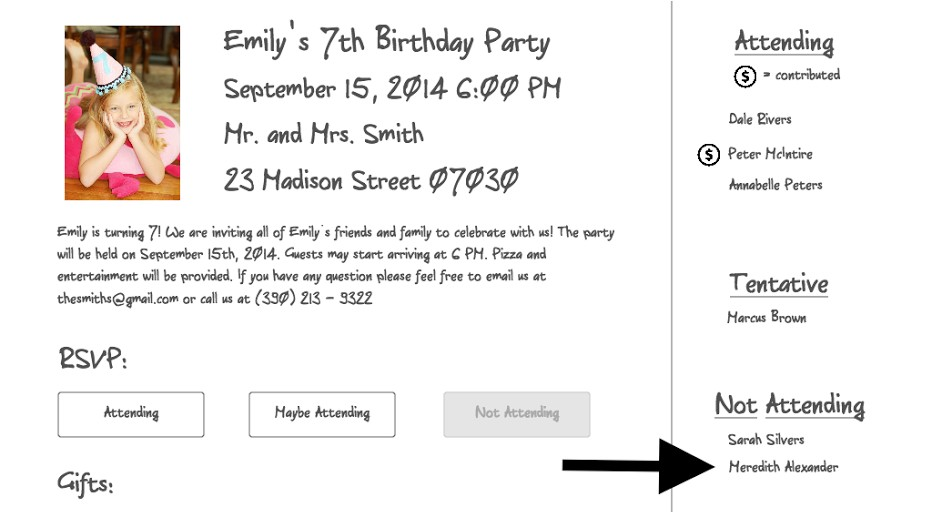 Emily's 7th Birthday Party
September 15, 2014 6:00 PM
Mr. and Mrs. Smith
23 Madison Street 07030
Emily is turning 7! We are inviting all of Emily's friends and family to celebrate with us! The party
will be held on September 15th, 2014. Guests may start arriving at 6 PM. Pizza and
entertainment will be provided. If you have any question please feel free to email us at
thesmiths@gmail.com or call us at (390) 213 - 9322
RSVP:
Attending
Maybe Attending
Not Attending
Gifts:
Attending
$ = contributed
Dale Rivers
$ Peter McIntire
Annabelle Peters
Tentative
Marcus Brown
Not Attending
Sarah Silvers
Meredith Alexander